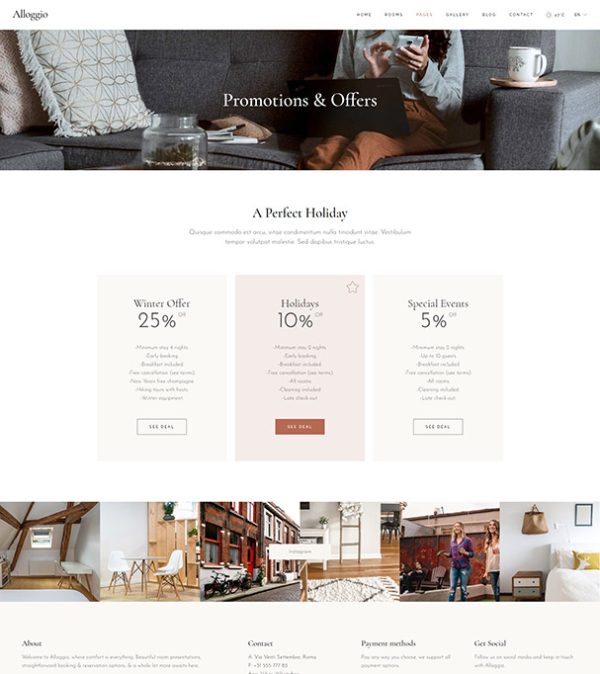 Alloggio
HOME ROOMS PAGES GALLERY BLOG CONTACT EN
Promotions & Offers
A Perfect Holiday
Quisque commodo est arcu, vitae condimentum nulla tincidunt vitae. Vestibulum
tempor volutpat molestie. Sed dapibus tristique luctus.
Winter Offer
25% Off
-Minimum stay 4 nights
-Early booking
-Breakfast included
-Free cancellation (see terms)
-New Years free champagne
-Hiking tours with hosts
-Winter equipment
SEE DEAL
Holidays
10% Off
-Minimum stay 2 nights
-Early booking
-Breakfast included
-Free cancellation (see terms)
-All rooms
-Cleaning included
-Late check-out
SEE DEAL
Special Events
5% Off
-Minimum stay 2 nights
-Up to 10 guests
-Breakfast included
-Free cancellation (see terms)
-All rooms
-Cleaning included
-Late check-out
SEE DEAL
Instagram
About
Welcome to Alloggio, where comfort is everything. Beautiful room presentations,
straightforward booking & reservation options, & a whole lot more awaits here.
Contact
A: Via Venti Settembre, Roma
P: +31 555 777 83
Payment methods
Pay any way you choose, we support all
payment options.
Get Social
Follow us on social media and keep in touch
with Alloggio.